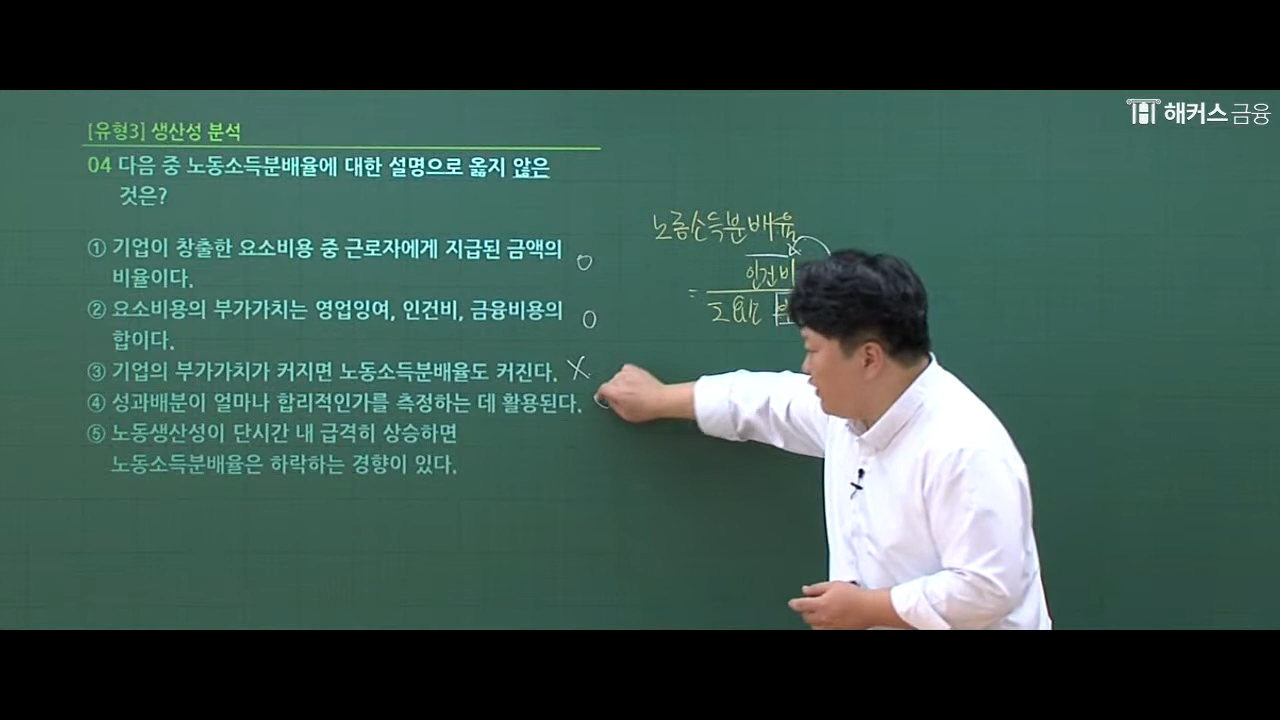 해커스 금융
[유형3] 생산성 분석
04 다음 중 노동소득분배율에 대한 설명으로 옳지 않은
것은?
① 기업이 창출한 요소비용 중 근로자에게 지급된 금액의
비율이다.
② 요소비용의 부가가치는 영업잉여, 인건비, 금융비용의
합이다.
③ 기업의 부가가치가 커지면 노동소득분배율도 커진다.
④ 성과배분이 얼마나 합리적인가를 측정하는 데 활용된다.
⑤ 노동생산성이 단시간 내 급격히 상승하면
노동소득분배율은 하락하는 경향이 있다.
노동소득분배율
인건비
=